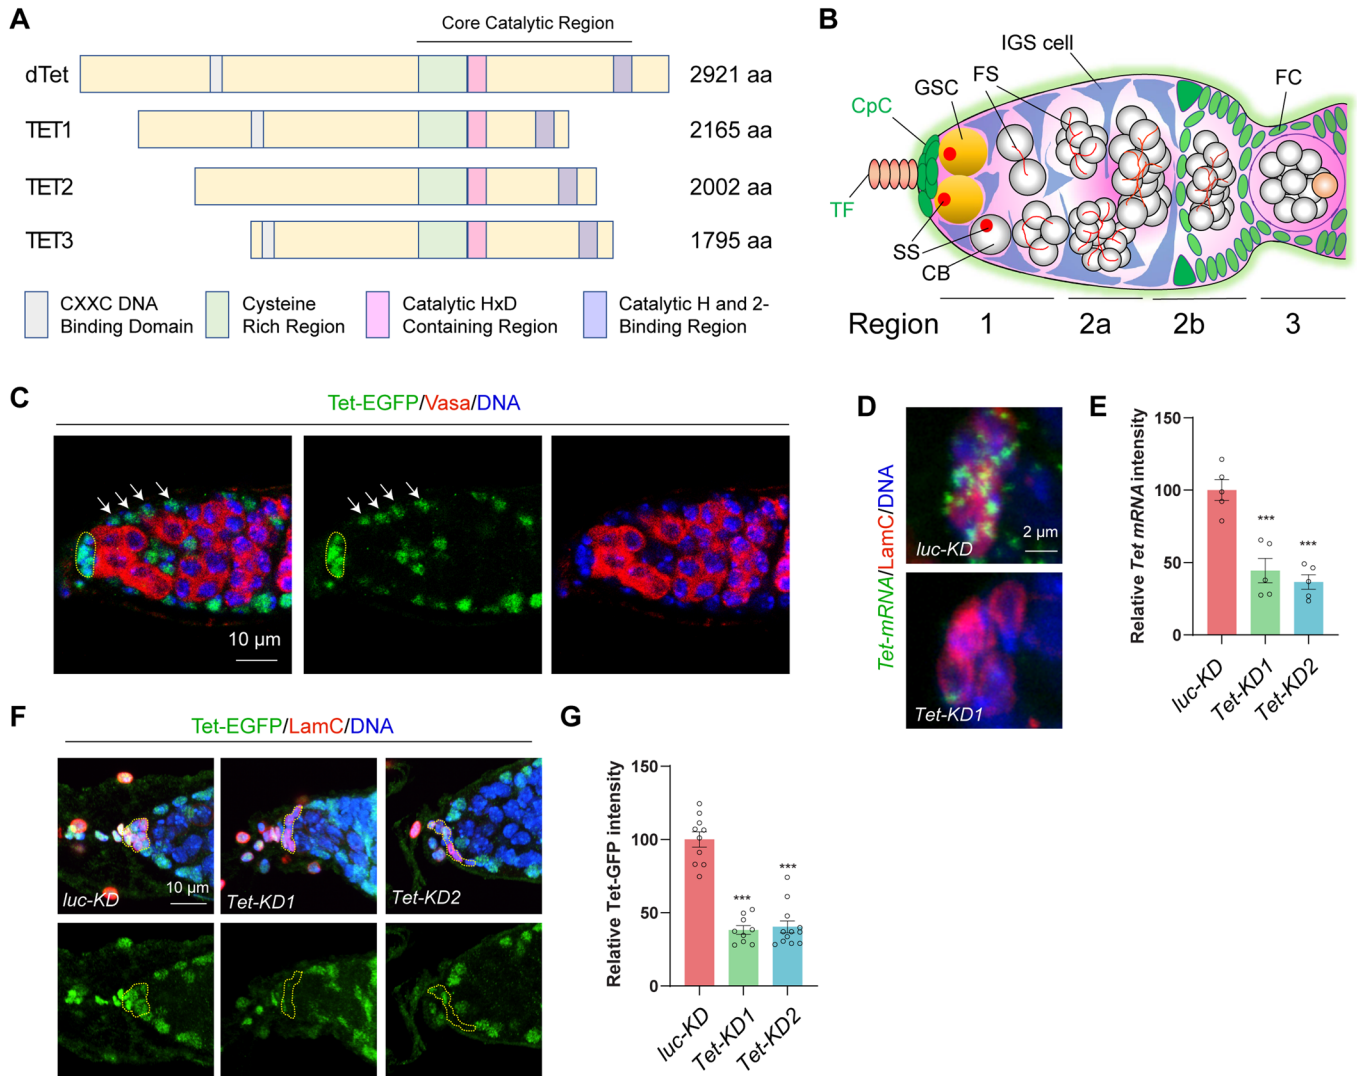 A
Core Catalytic Region
dTet
2921 aa
TET1
2165 aa
TET2
2002 aa
TET3
1795 aa
CXXC DNA
Binding Domain
Cysteine
Rich Region
Catalytic HxD
Containing Region
Catalytic H and 2-
Binding Region
B
IGS cell
FS
GSC
CpC
FC
TF
SS
CB
Region 1 2a 2b 3
C
Tet-EGFP/Vasa/DNA
10 µm
D
Tet-mRNA/LamC/DNA
luc-KD
2 µm
Tet-KD1
E
Relative Tet mRNA intensity
150
100
50
0
***
***
luc-KD
Tet-KD1
Tet-KD2
F
Tet-EGFP/LamC/DNA
luc-KD
10 µm
Tet-KD1
Tet-KD2
G
Relative Tet-GFP intensity
150
100
50
0
***
***
luc-KD
Tet-KD1
Tet-KD2